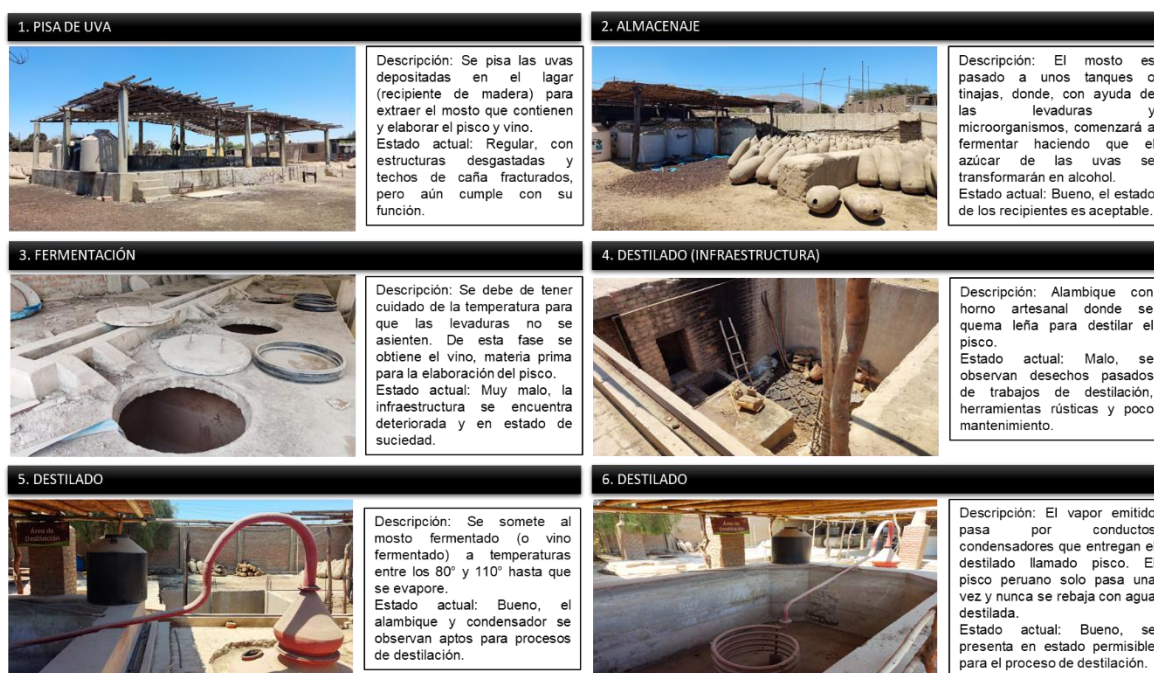 1. PISA DE UVA
Descripción: Se pisa las uvas
depositadas en el lagar
(recipiente de madera) para
extraer el mosto que contienen
y elaborar el pisco y vino.
Estado actual: Regular, con
estructuras desgastadas y
techos de caña fracturados,
pero aún cumple con su
función.
2. ALMACENAJE
Descripción: El mosto es
pasado a unos tanques o
tinajas, donde, con ayuda de
las levaduras y
microorganismos, comenzará a
fermentar haciendo que el
azúcar de las uvas se
transformarán en alcohol.
Estado actual: Bueno, el estado
de los recipientes es aceptable.
3. FERMENTACIÓN
Descripción: Se debe de tener
cuidado de la temperatura para
que las levaduras no se
asienten. De esta fase se
obtiene el vino, materia prima
para la elaboración del pisco.
Estado actual: Muy malo, la
infraestructura se encuentra
deteriorada y en estado de
suciedad.
4. DESTILADO (INFRAESTRUCTURA)
Descripción: Alambique con
horno artesanal donde se
quema leña para destilar el
pisco.
Estado actual: Malo, se
observan desechos pasados
de trabajos de destilación,
herramientas rústicas y poco
mantenimiento.
5. DESTILADO
Área de
Destilación
Descripción: Se somete al
mosto fermentado (o vino
fermentado) a temperaturas
entre los 80° y 110° hasta que
se evapore.
Estado actual: Bueno, el
alambique y condensador se
observan aptos para procesos
de destilación.
6. DESTILADO
Área de
Destilación
Descripción: El vapor emitido
pasa por conductos
condensadores que entregan el
destilado llamado pisco. El
pisco peruano solo pasa una
vez y nunca se rebaja con agua
destilada.
Estado actual: Bueno, se
presenta en estado permisible
para el proceso de destilación.